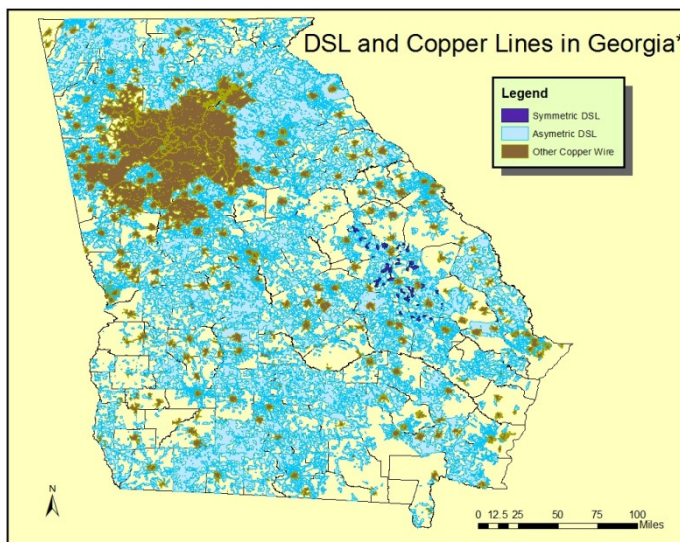 DSL and Copper Lines in Georgia*
Legend
Symmetric DSL
Asymetric DSL
Other Copper Wire
N
0 12.5 25 50 75 100
Miles